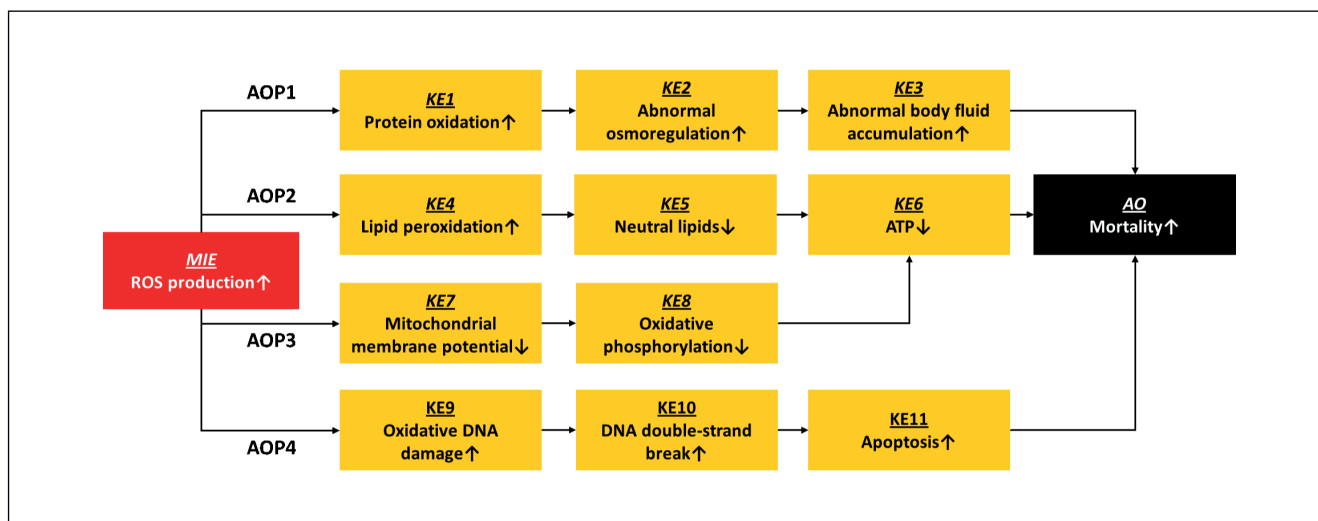 AOP1
KE1
Protein oxidation↑
KE2
Abnormal
osmoregulation↑
KE3
Abnormal body fluid
accumulation↑
AOP2
KE4
Lipid peroxidation↑
KE5
Neutral lipids↓
KE6
ATP↓
AO
Mortality↑
MIE
ROS production↑
AOP3
KE7
Mitochondrial
membrane potential↓
KE8
Oxidative
phosphorylation↓
AOP4
KE9
Oxidative DNA
damage↑
KE10
DNA double-strand
break↑
KE11
Apoptosis↑